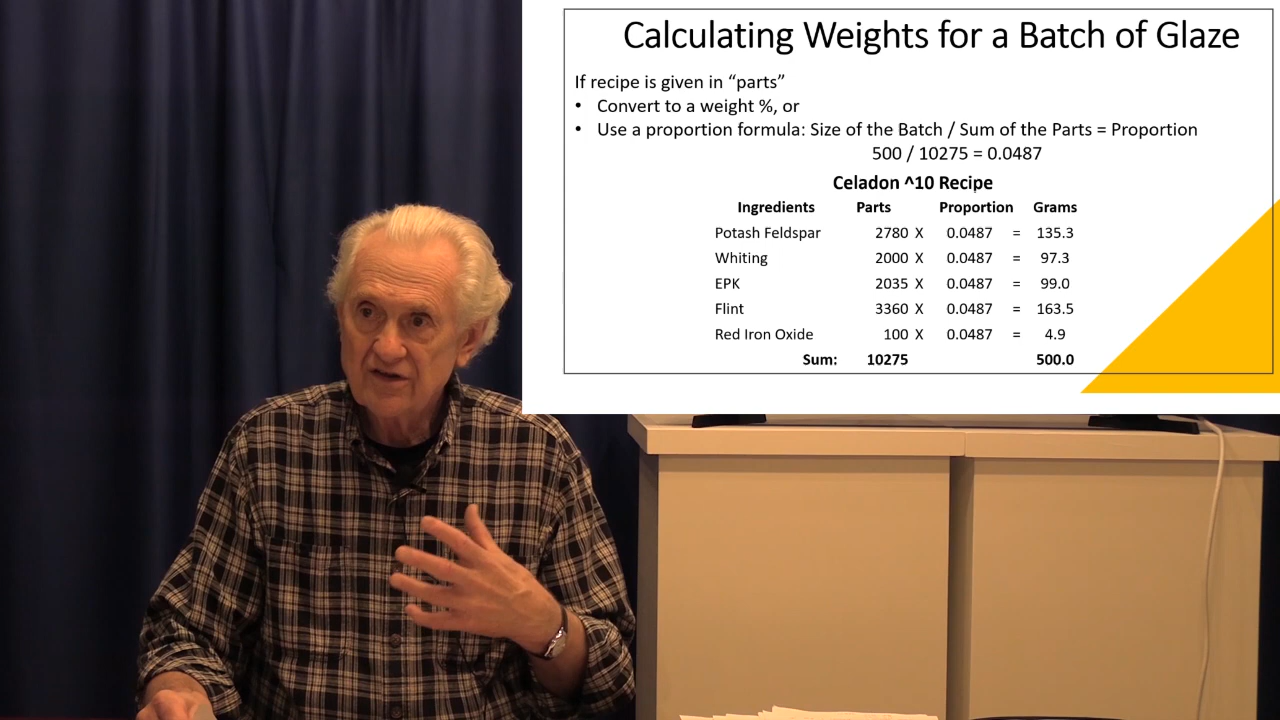 Calculating Weights for a Batch of Glaze
If recipe is given in “parts”
• Convert to a weight %, or
• Use a proportion formula: Size of the Batch / Sum of the Parts = Proportion
500 / 10275 = 0.0487
Celadon ^10 Recipe
Ingredients Parts Proportion Grams
Potash Feldspar 2780 X 0.0487 = 135.3
Whiting 2000 X 0.0487 = 97.3
EPK 2035 X 0.0487 = 99.0
Flint 3360 X 0.0487 = 163.5
Red Iron Oxide 100 X 0.0487 = 4.9
Sum: 10275 500.0